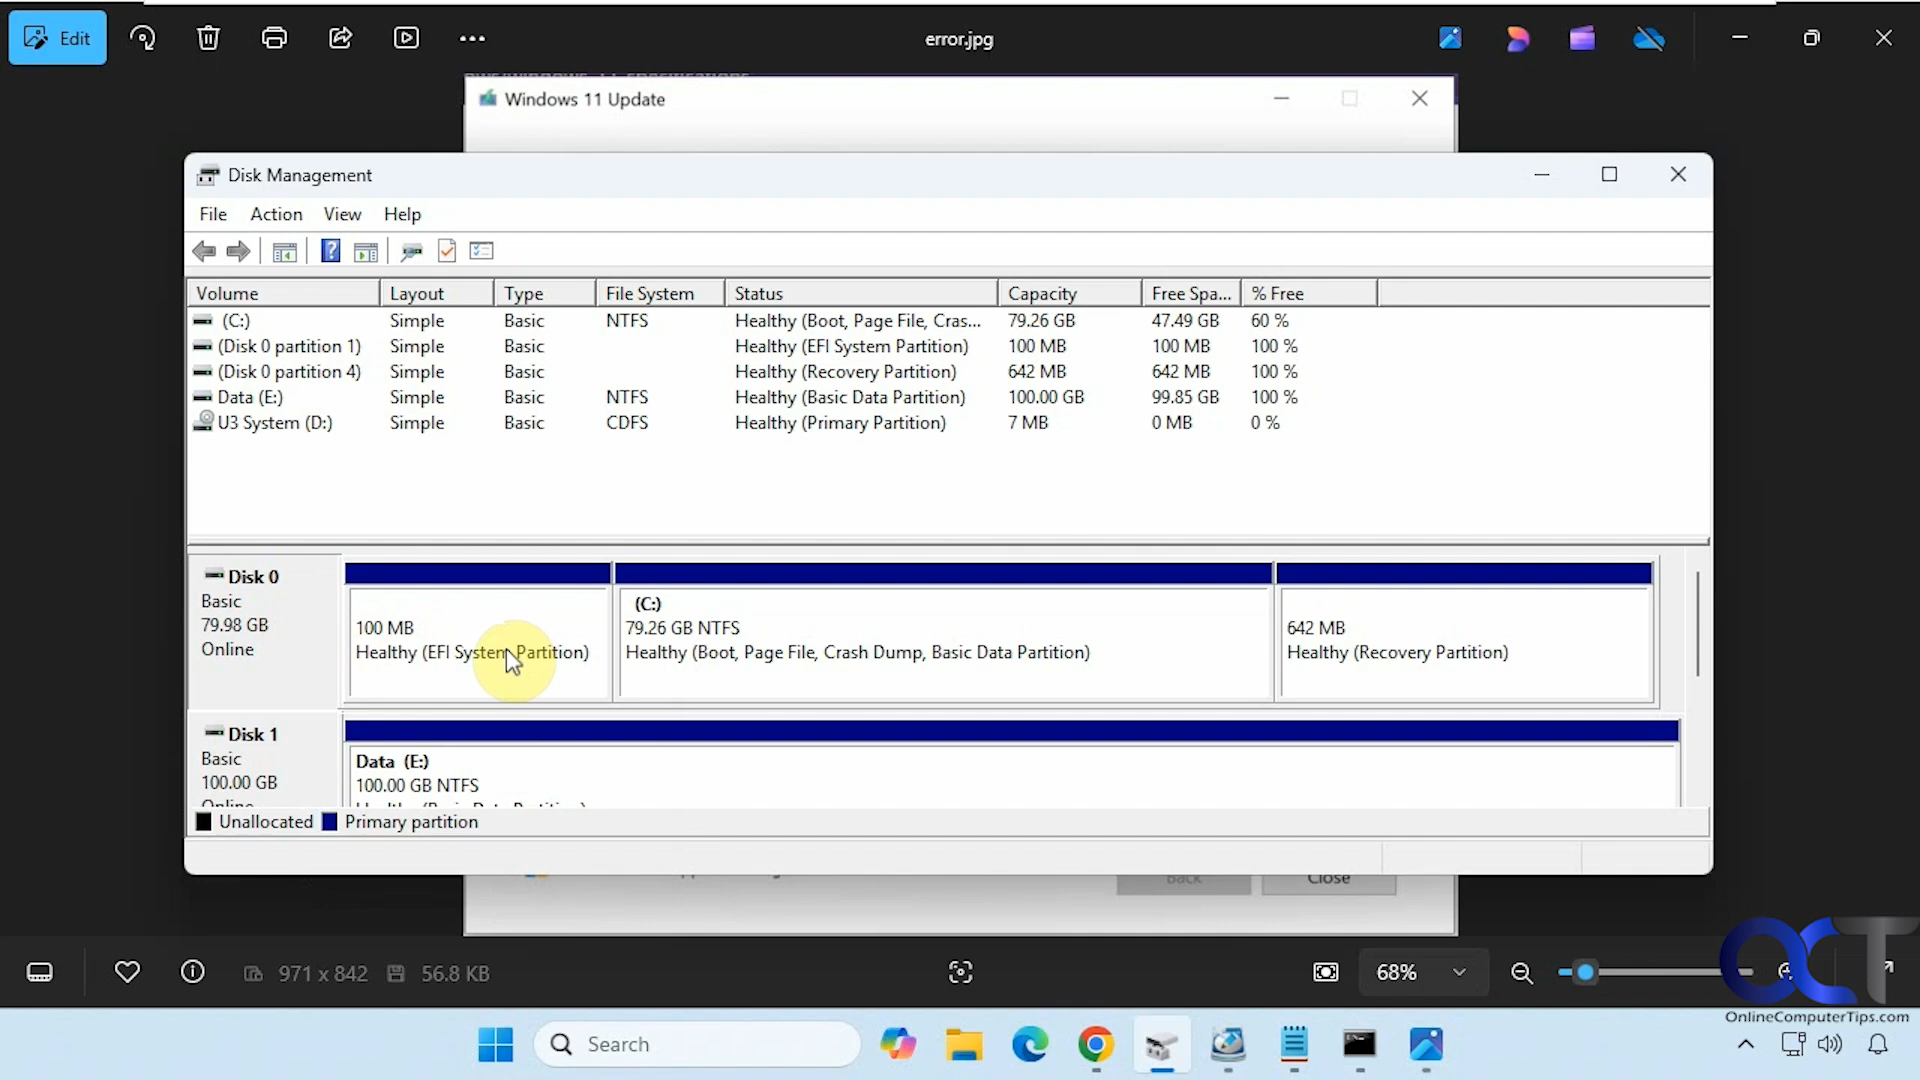 Edit
error.jpg
Windows 11 Update
Disk Management
File Action View Help
Volume Layout Type File System Status Capacity Free Spa... % Free
(C:) Simple Basic NTFS Healthy (Boot, Page File, Cras... 79.26 GB 47.49 GB 60 %
(Disk 0 partition 1) Simple Basic Healthy (EFI System Partition) 100 MB 100 MB 100 %
(Disk 0 partition 4) Simple Basic Healthy (Recovery Partition) 642 MB 642 MB 100 %
Data (E:) Simple Basic NTFS Healthy (Basic Data Partition) 100.00 GB 99.85 GB 100 %
U3 System (D:) Simple Basic CDFS Healthy (Primary Partition) 7 MB 0 MB 0 %
Disk 0
Basic
79.98 GB
Online
100 MB
Healthy (EFI System Partition)
(C:)
79.26 GB NTFS
Healthy (Boot, Page File, Crash Dump, Basic Data Partition)
642 MB
Healthy (Recovery Partition)
Disk 1
Basic
100.00 GB
Online
Data (E:)
100.00 GB NTFS
Unallocated Primary partition
Back Close
971 x 842 56.8 KB
68%
OCT
OnlineComputerTips.com
Search